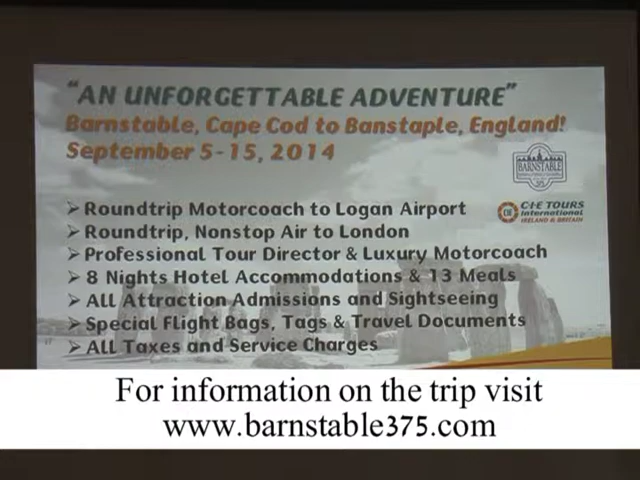 "AN UNFORGETTABLE ADVENTURE"
Barnstable, Cape Cod to Banstaple, England!
September 5-15, 2014
BARNSTABLE
375
➢ Roundtrip Motorcoach to Logan Airport
CIE TOURS
International
IRELAND & BRITAIN
➢ Roundtrip, Nonstop Air to London
➢ Professional Tour Director & Luxury Motorcoach
➢ 8 Nights Hotel Accommodations & 13 Meals
➢ ALL Attraction Admissions and Sightseeing
➢ Special Flight Bags, Tags & Travel Documents
➢ ALL Taxes and Service Charges
For information on the trip visit
www.barnstable375.com